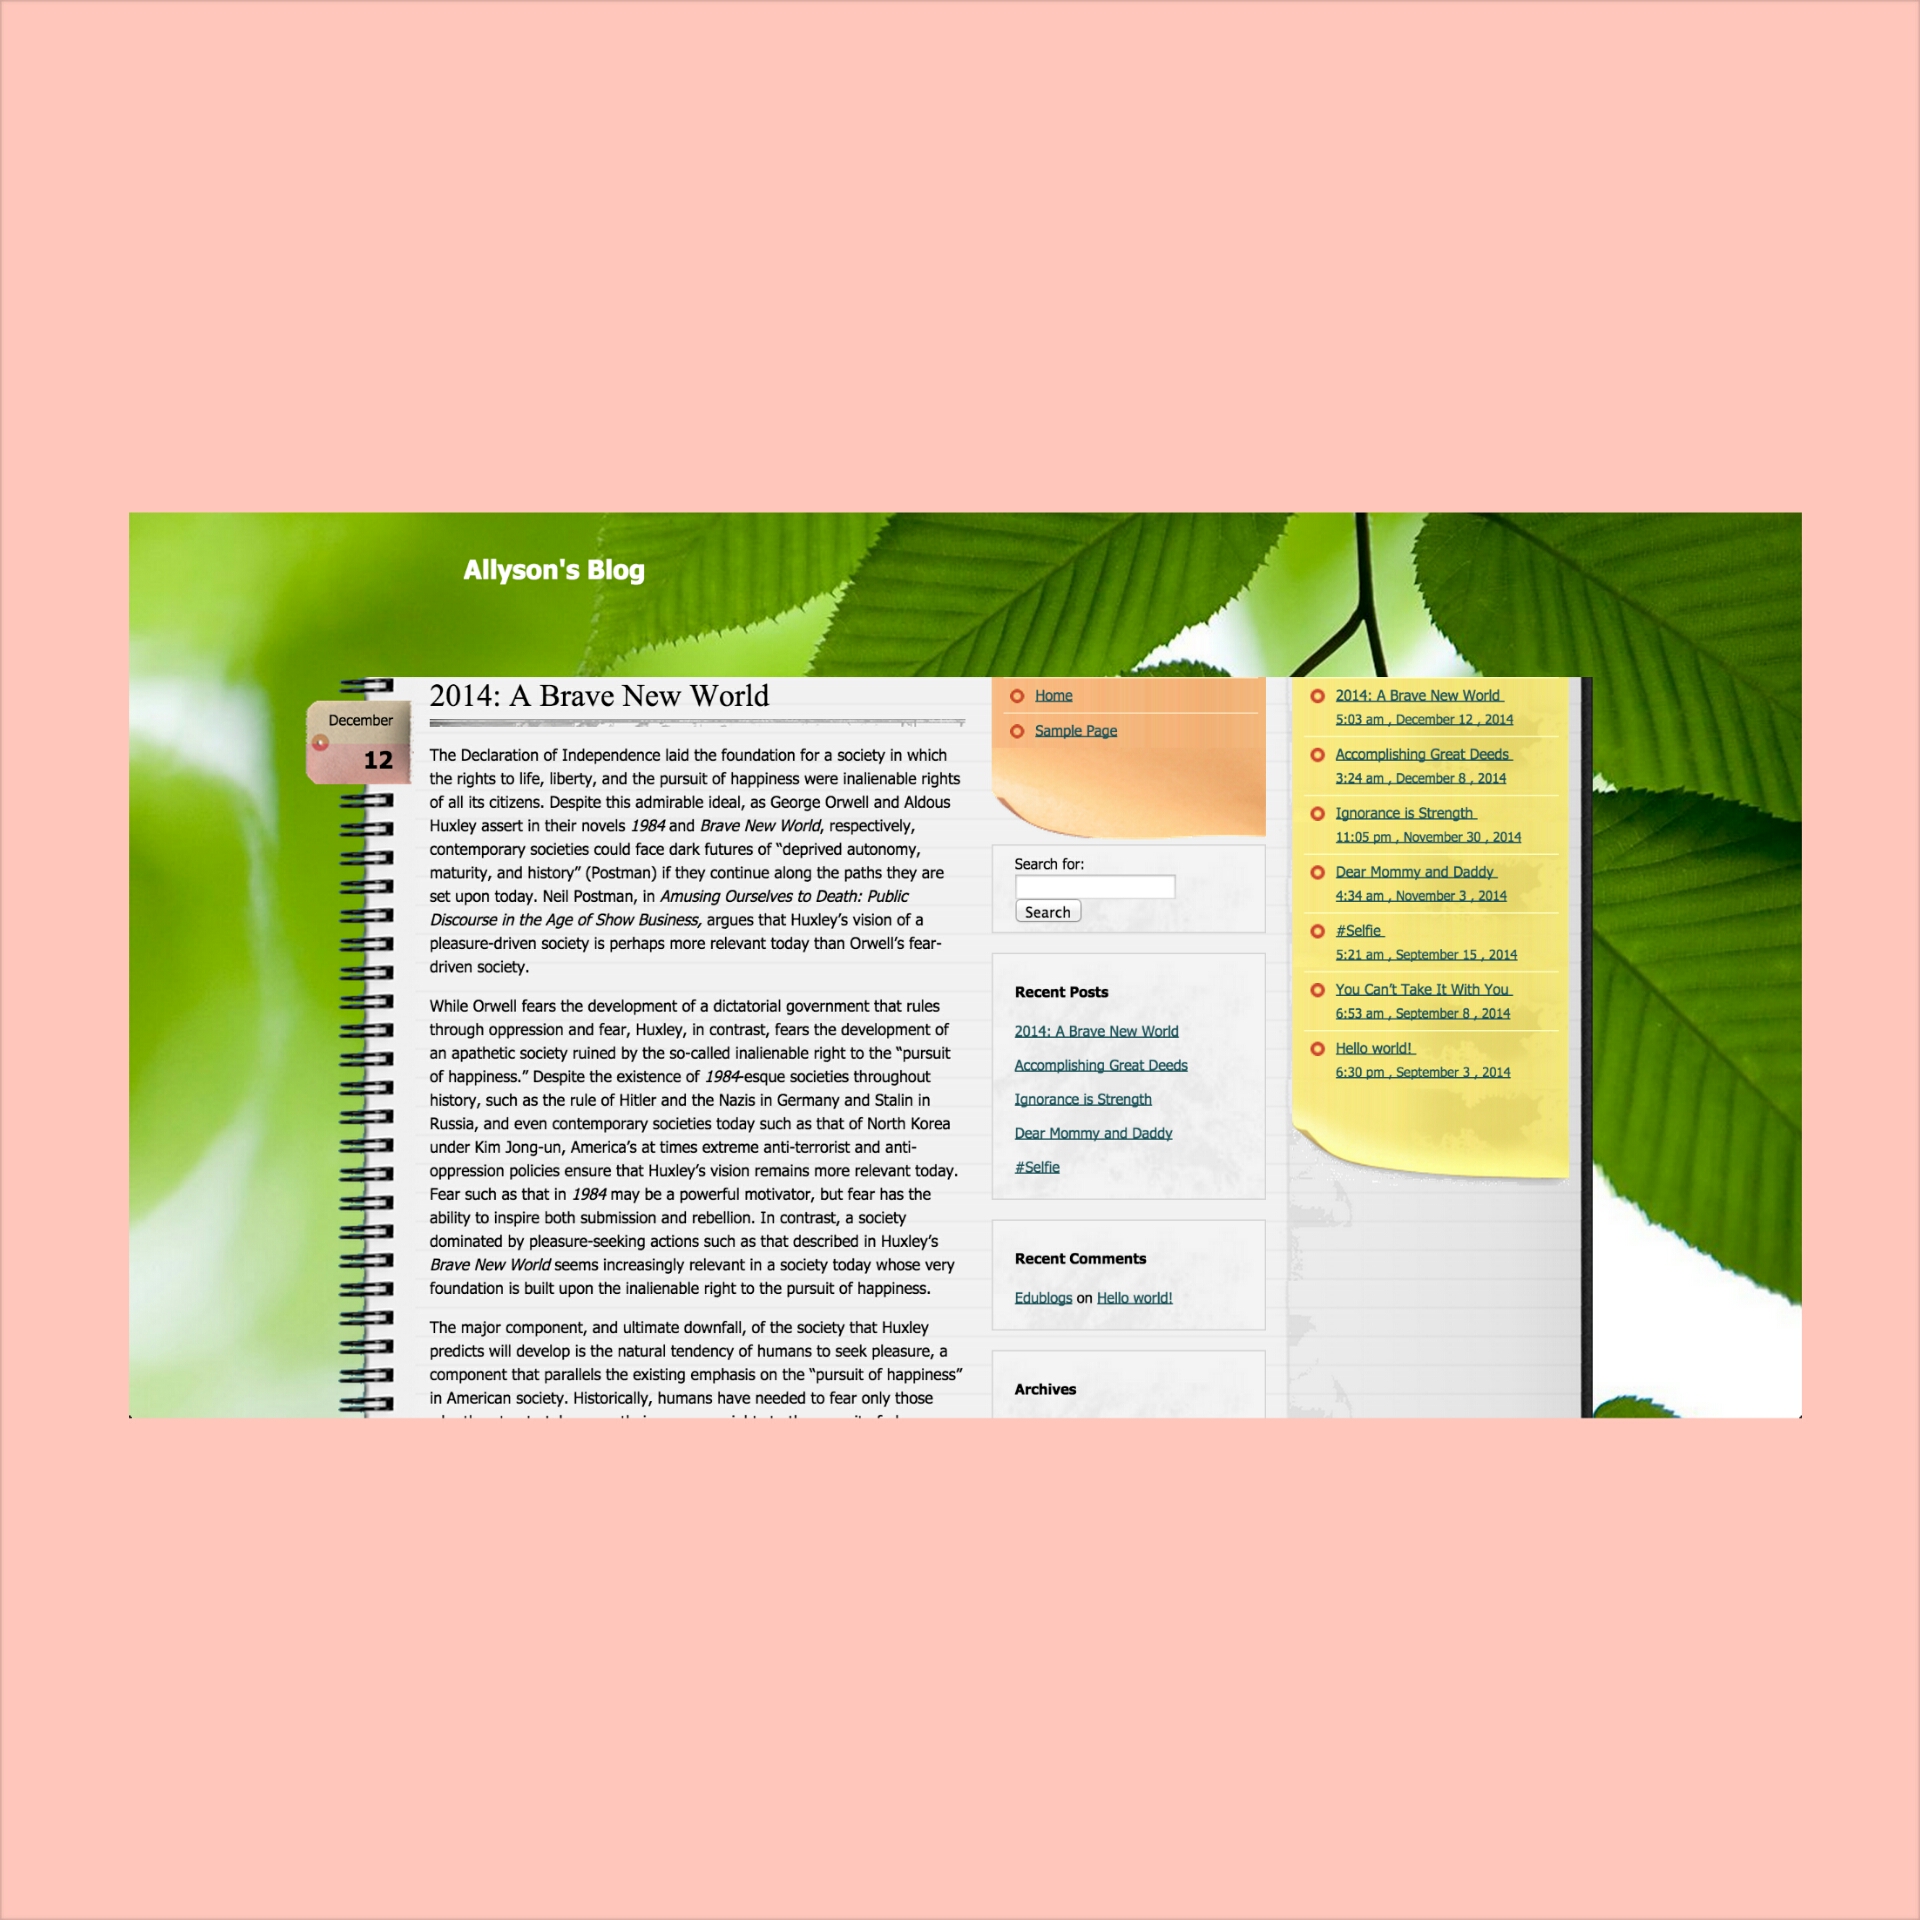 Allyson's Blog
December
12
2014: A Brave New World
The Declaration of Independence laid the foundation for a society in which
the rights to life, liberty, and the pursuit of happiness were inalienable rights
of all its citizens. Despite this admirable ideal, as George Orwell and Aldous
Huxley assert in their novels 1984 and Brave New World, respectively,
contemporary societies could face dark futures of “deprived autonomy,
maturity, and history” (Postman) if they continue along the paths they are
set upon today. Neil Postman, in Amusing Ourselves to Death: Public
Discourse in the Age of Show Business, argues that Huxley’s vision of a
pleasure-driven society is perhaps more relevant today than Orwell’s fear-
driven society.
While Orwell fears the development of a dictatorial government that rules
through oppression and fear, Huxley, in contrast, fears the development of
an apathetic society ruined by the so-called inalienable right to the “pursuit
of happiness.” Despite the existence of 1984-esque societies throughout
history, such as the rule of Hitler and the Nazis in Germany and Stalin in
Russia, and even contemporary societies today such as that of North Korea
under Kim Jong-un, America’s at times extreme anti-terrorist and anti-
oppression policies ensure that Huxley’s vision remains more relevant today.
Fear such as that in 1984 may be a powerful motivator, but fear has the
ability to inspire both submission and rebellion. In contrast, a society
dominated by pleasure-seeking actions such as that described in Huxley’s
Brave New World seems increasingly relevant in a society today whose very
foundation is built upon the inalienable right to the pursuit of happiness.
The major component, and ultimate downfall, of the society that Huxley
predicts will develop is the natural tendency of humans to seek pleasure, a
component that parallels the existing emphasis on the “pursuit of happiness”
in American society. Historically, humans have needed to fear only those
Home
Sample Page
Search for:
Search
Recent Posts
2014: A Brave New World
Accomplishing Great Deeds
Ignorance is Strength
Dear Mommy and Daddy
#Selfie
Recent Comments
Edublogs on Hello world!
Archives
2014: A Brave New World
5:03 am , December 12 , 2014
Accomplishing Great Deeds
3:24 am , December 8 , 2014
Ignorance is Strength
11:05 pm , November 30 , 2014
Dear Mommy and Daddy
4:34 am , November 3 , 2014
#Selfie
5:21 am , September 15 , 2014
You Can’t Take It With You
6:53 am , September 8 , 2014
Hello world!
6:30 pm , September 3 , 2014